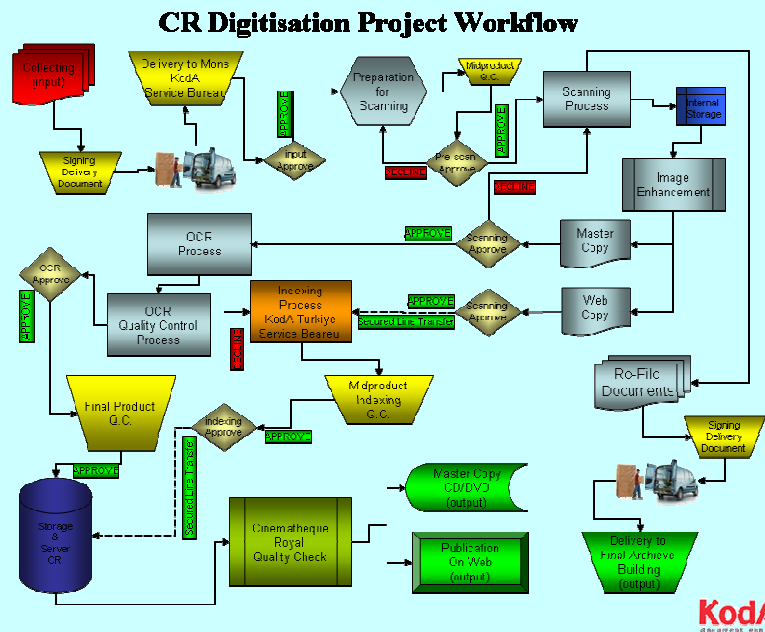 CR Digitisation Project Workflow
Collecting
(input)
Delivery to Mons
KodA
Service Bureau
APPROVE
Input
Approve
Signing
Delivery
Document
Preparation
for
Scanning
Midproduct
Q.C.
APPROVE
DECLINE
Pre-scan
Approve
Scanning
Process
Internal
Storage
DECLINE
Image
Enhancement
OCR
Process
APPROVE
Scanning
Approve
Master
Copy
OCR
Approve
APPROVE
OCR
Quality Control
Process
DECLINE
Indexing
Process
KodA Turkiye
Service Beareu
APPROVE
Secured Line Transfer
Scanning
Approve
Web
Copy
Re-File
Documents
Final Product
Q.C.
APPROVE
Indexing
Approve
APPROVE
Midproduct
Indexing
Q.C.
Secured Line Transfer
Signing
Delivery
Document
Storage
&
Server
CR
Cinematheque
Royal
Quality Check
Master Copy
CD/DVD
(output)
Publication
On Web
(output)
Delivery to
Final Archieve
Building
(output)
KodA